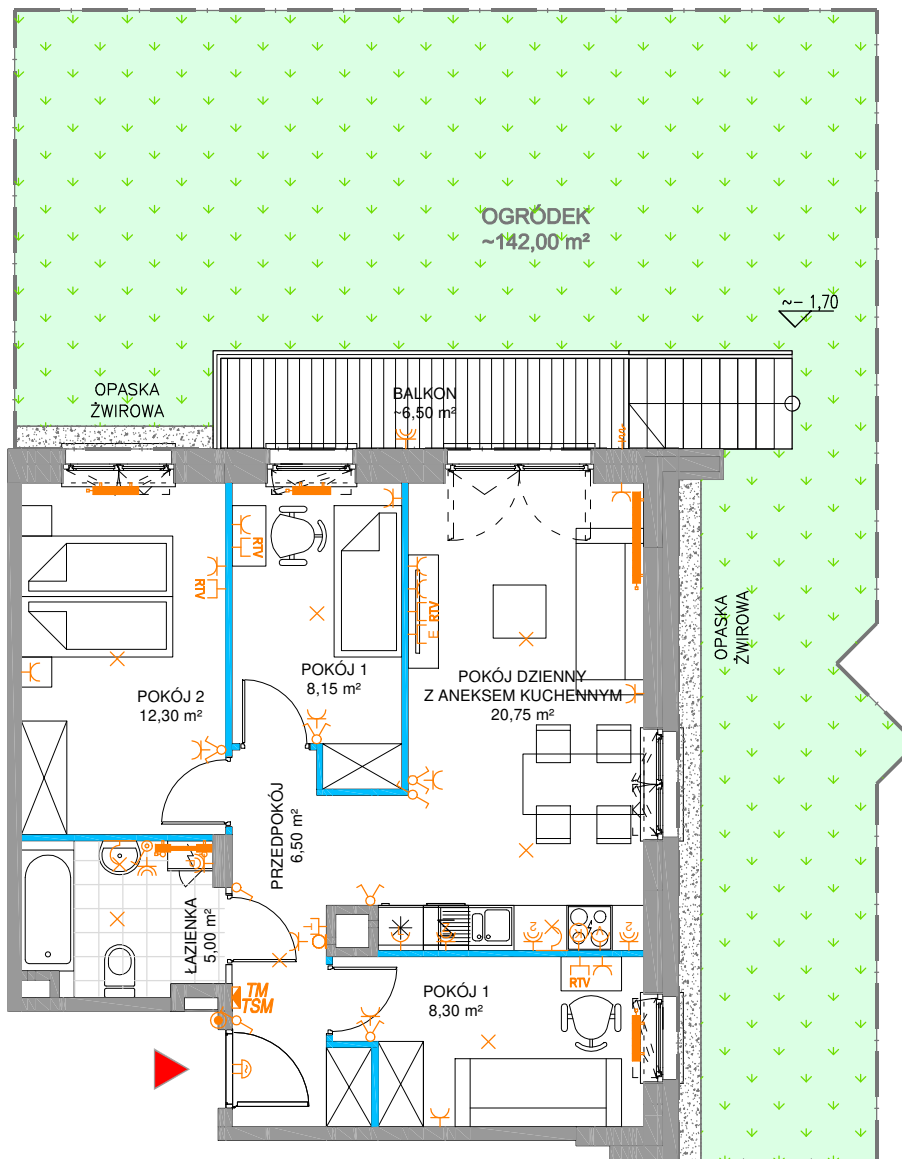 OGRÓDEK
~142,00 m²
~- 1,70
OPASKA
ŻWIROWA
BALKON
~6,50 m²
RTV
RTV
RTV
E
OPASKA
ŻWIROWA
POKÓJ 1
8,15 m²
POKÓJ DZIENNY
Z ANEKSEM KUCHENNYM
20,75 m²
POKÓJ 2
12,30 m²
PRZEDPOKÓJ
6,50 m²
ŁAZIENKA
5,00 m²
RTV
TM
TSM
POKÓJ 1
8,30 m²